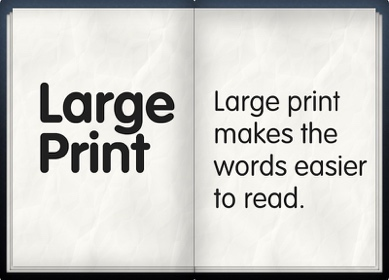 Large
Print
Large print
makes the
words easier
to read.